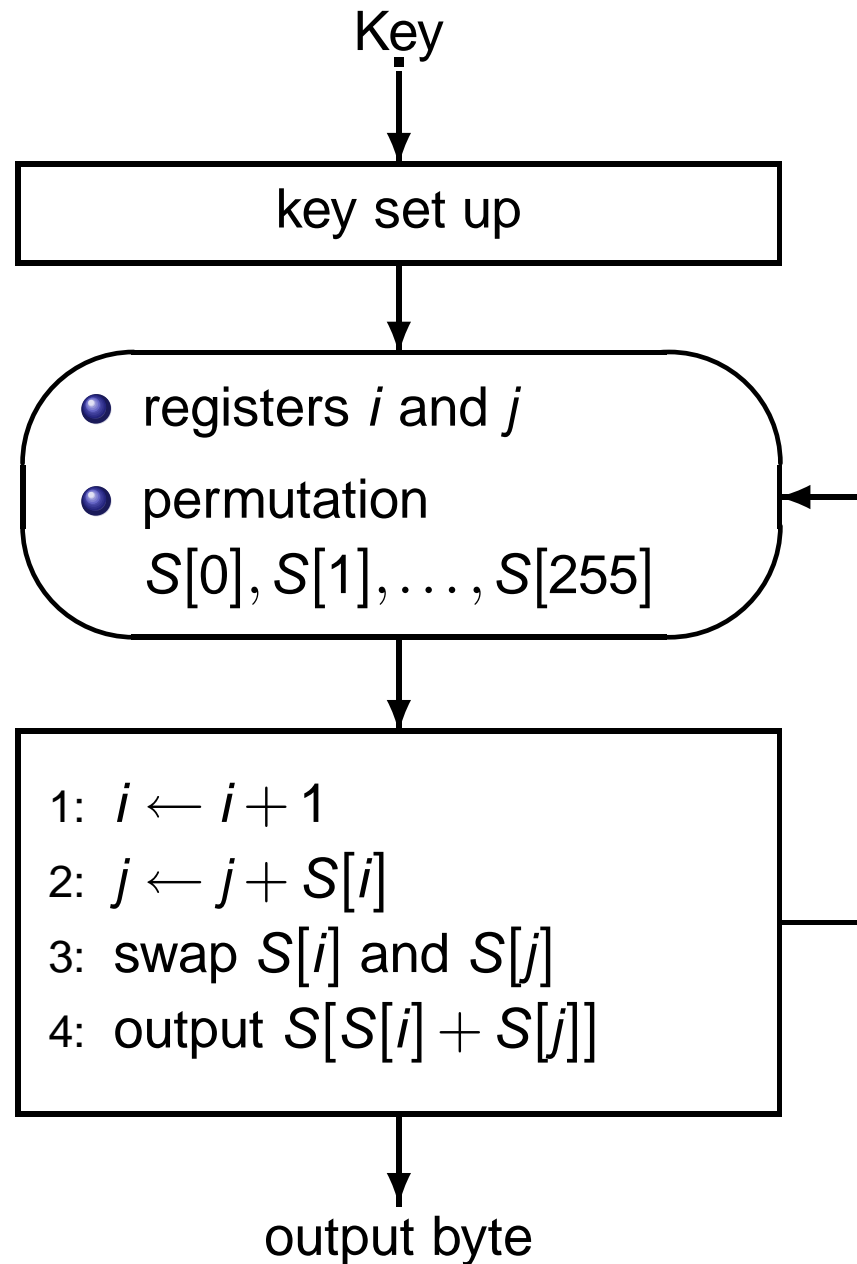 Key
key set up
registers i and j
permutation
S[0], S[1], . . . , S[255]
1: i ← i + 1
2: j ← j + S[i]
3: swap S[i] and S[j]
4: output S[S[i] + S[j]]
output byte